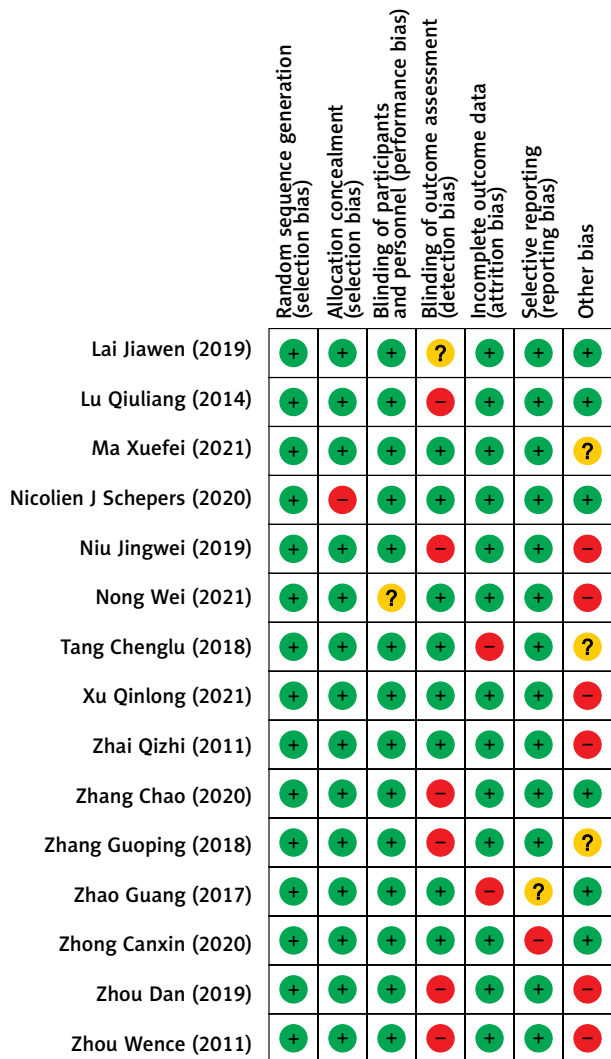 Random sequence generation
(selection bias)
Allocation concealment
(selection bias)
Blinding of participants
and personnel (performance bias)
Blinding of outcome assessment
(detection bias)
Incomplete outcome data
(attrition bias)
Selective reporting
(reporting bias)
Other bias
Lai Jiawen (2019) + + + ? + + +
Lu Qiuliang (2014) + + + − + + +
Ma Xuefei (2021) + + + + + + ?
Nicolien J Schepers (2020) + − + + + + +
Niu Jingwei (2019) + + + − + + −
Nong Wei (2021) + + ? + + + −
Tang Chenglu (2018) + + + + − + ?
Xu Qinlong (2021) + + + + + + −
Zhai Qizhi (2011) + + + + + + −
Zhang Chao (2020) + + + − + + +
Zhang Guoping (2018) + + + − + + ?
Zhao Guang (2017) + + + + − ? +
Zhong Canxin (2020) + + + + + − +
Zhou Dan (2019) + + + − + + −
Zhou Wence (2011) + + + − + + −